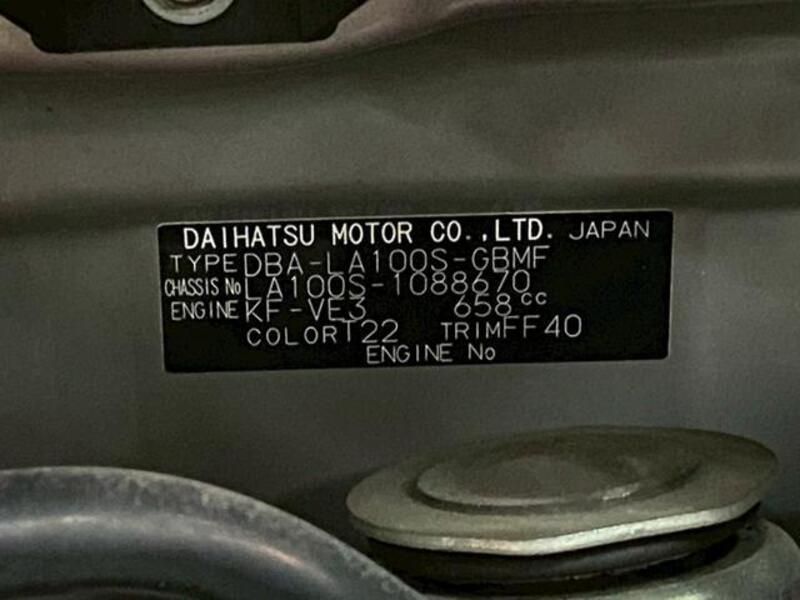 DAIHATSU MOTOR CO.,LTD. JAPAN
TYPE DBA-LA100S-GBMF
CHASSIS No LA100S-1088670
ENGINE KF-VE3 658cc
COLOR T22 TRIM FF40
ENGINE No